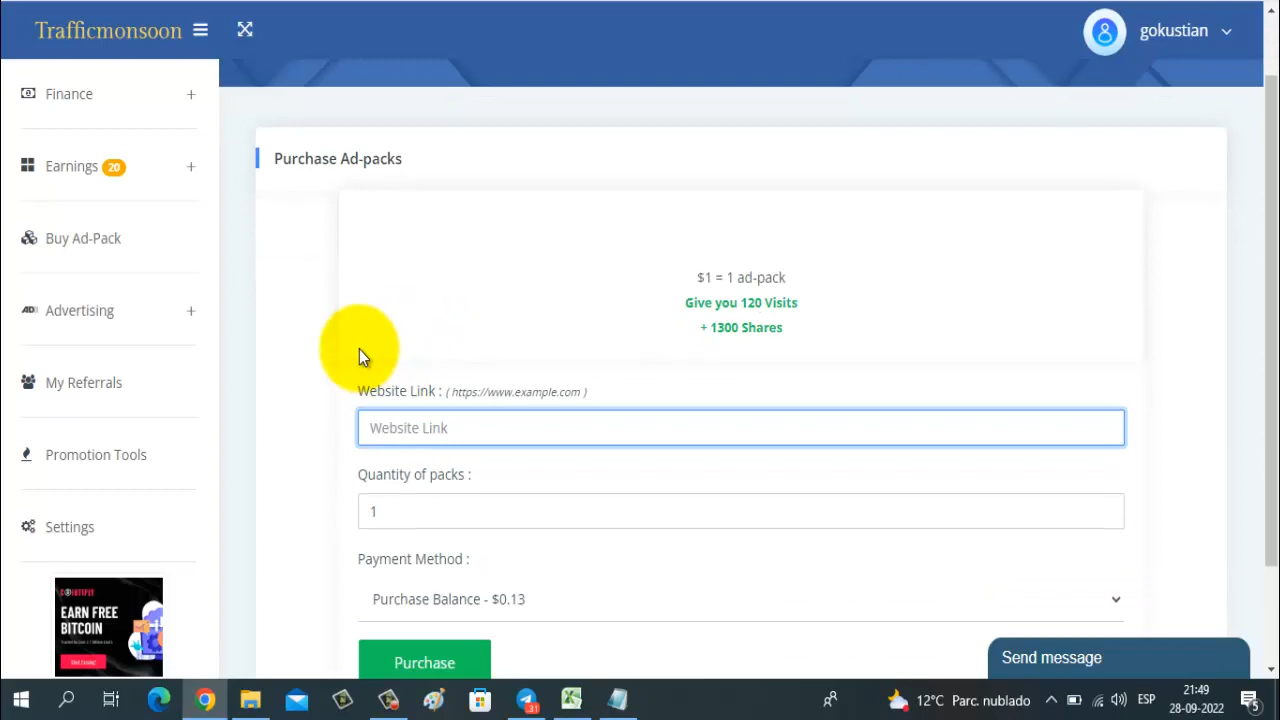 Trafficmonsoon
gokustian
Finance
Earnings 20
Buy Ad-Pack
Advertising
My Referrals
Promotion Tools
Settings
EARN FREE
BITCOIN
Purchase Ad-packs
$1 = 1 ad-pack
Give you 120 Visits
+ 1300 Shares
Website Link : ( https://www.example.com )
Website Link
Quantity of packs :
1
Payment Method :
Purchase Balance - $0.13
Purchase
Send message
31
12°C Parc. nublado
ESP
21:49
28-09-2022
5